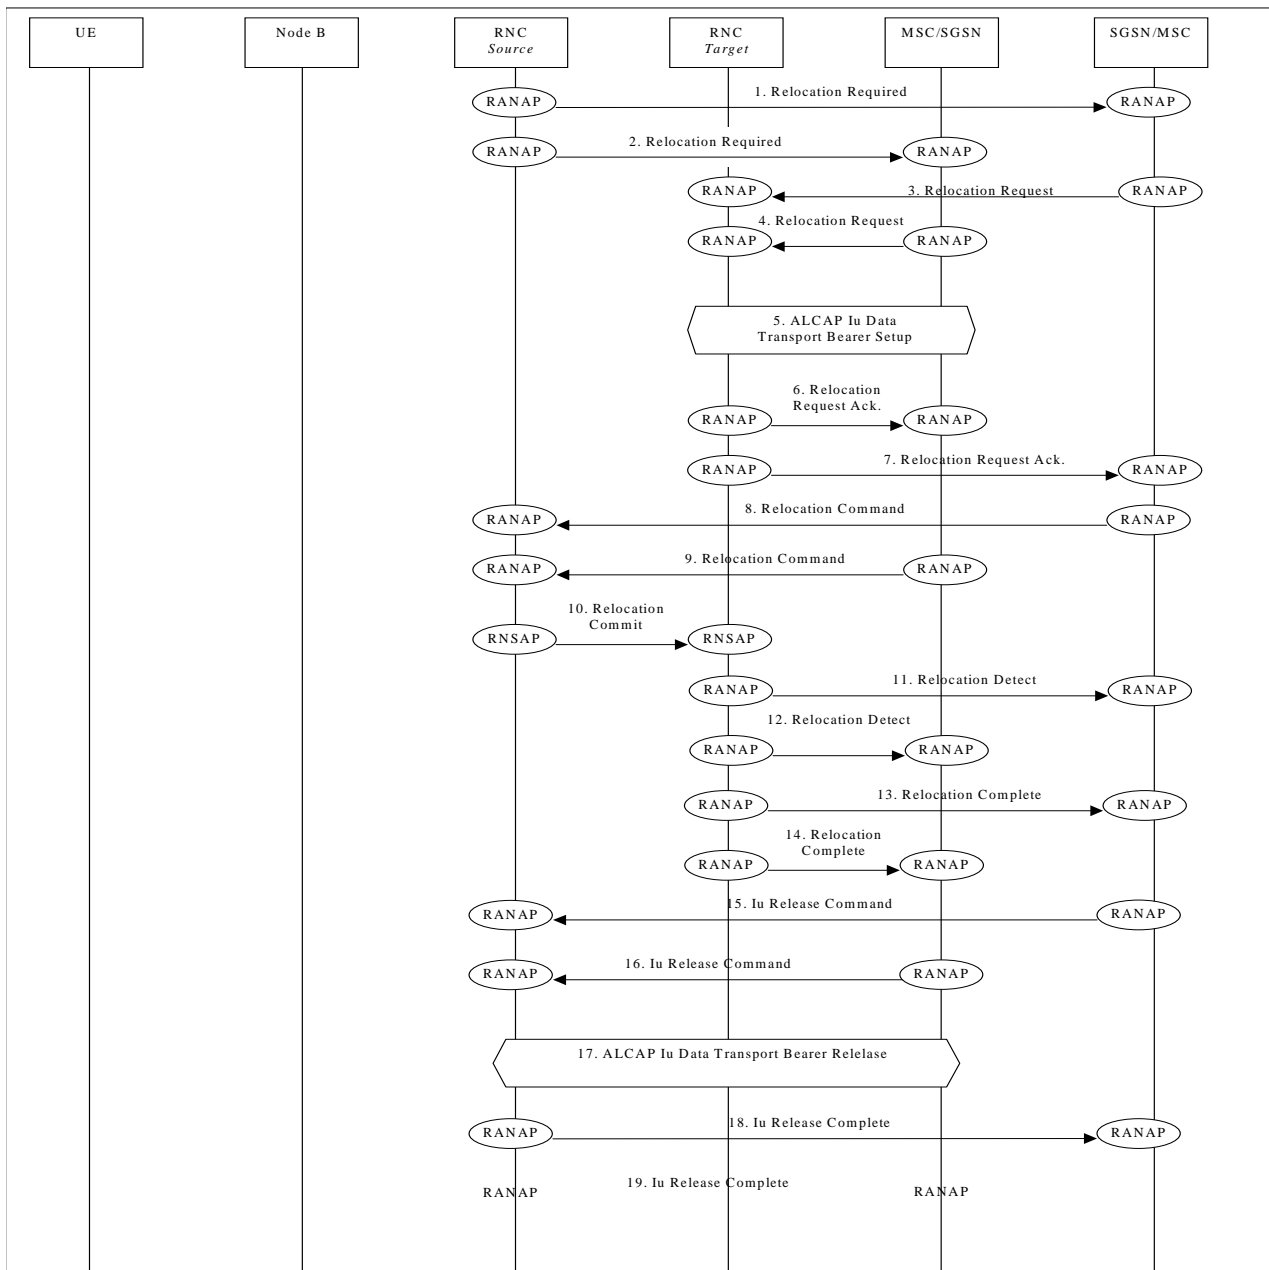 UE
Node B
RNC
Source
RNC
Target
MSC/SGSN
SGSN/MSC
RANAP
1. Relocation Required
RANAP
RANAP
2. Relocation Required
RANAP
RANAP
3. Relocation Request
RANAP
RANAP
4. Relocation Request
RANAP
5. ALCAP Iu Data
Transport Bearer Setup
RANAP
6. Relocation
Request Ack.
RANAP
RANAP
7. Relocation Request Ack.
RANAP
RANAP
8. Relocation Command
RANAP
RANAP
9. Relocation Command
RANAP
RNSAP
10. Relocation
Commit
RNSAP
RANAP
11. Relocation Detect
RANAP
RANAP
12. Relocation Detect
RANAP
RANAP
13. Relocation Complete
RANAP
RANAP
14. Relocation
Complete
RANAP
RANAP
15. Iu Release Command
RANAP
RANAP
16. Iu Release Command
RANAP
17. ALCAP Iu Data Transport Bearer Relelase
RANAP
18. Iu Release Complete
RANAP
RANAP
19. Iu Release Complete
RANAP